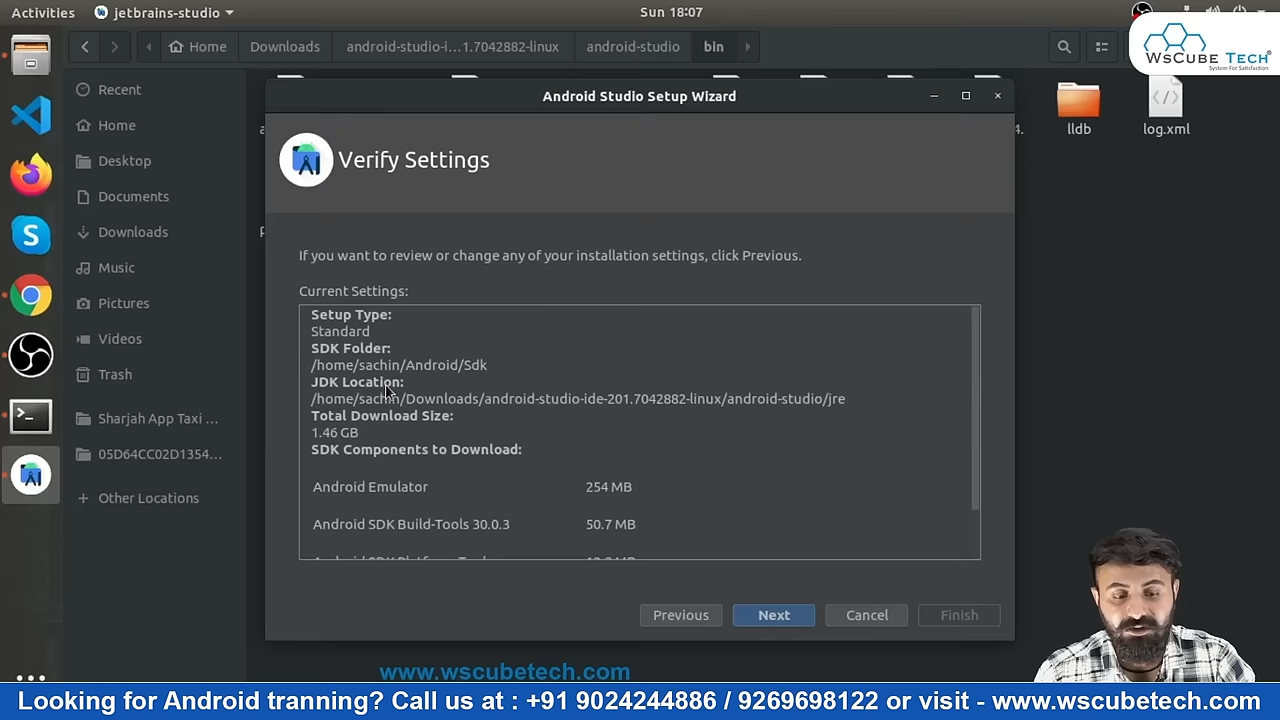 Activities
jetbrains-studio
Sun 18:07
WSCUBE TECH
System For Satisfaction
Home
Downloads
android-studio-i…1.7042882-linux
android-studio
bin
Recent
Home
Desktop
Documents
Downloads
Music
Pictures
Videos
Trash
Sharjah App Taxi …
05D64CC02D1354…
+ Other Locations
lldb
log.xml
Android Studio Setup Wizard
Verify Settings
If you want to review or change any of your installation settings, click Previous.
Current Settings:
Setup Type:
Standard
SDK Folder:
/home/sachin/Android/Sdk
JDK Location:
/home/sachin/Downloads/android-studio-ide-201.7042882-linux/android-studio/jre
Total Download Size:
1.46 GB
SDK Components to Download:
Android Emulator 254 MB
Android SDK Build-Tools 30.0.3 50.7 MB
Previous
Next
Cancel
Finish
www.wscubetech.com
Looking for Android tranning? Call us at : +91 9024244886 / 9269698122 or visit - www.wscubetech.com